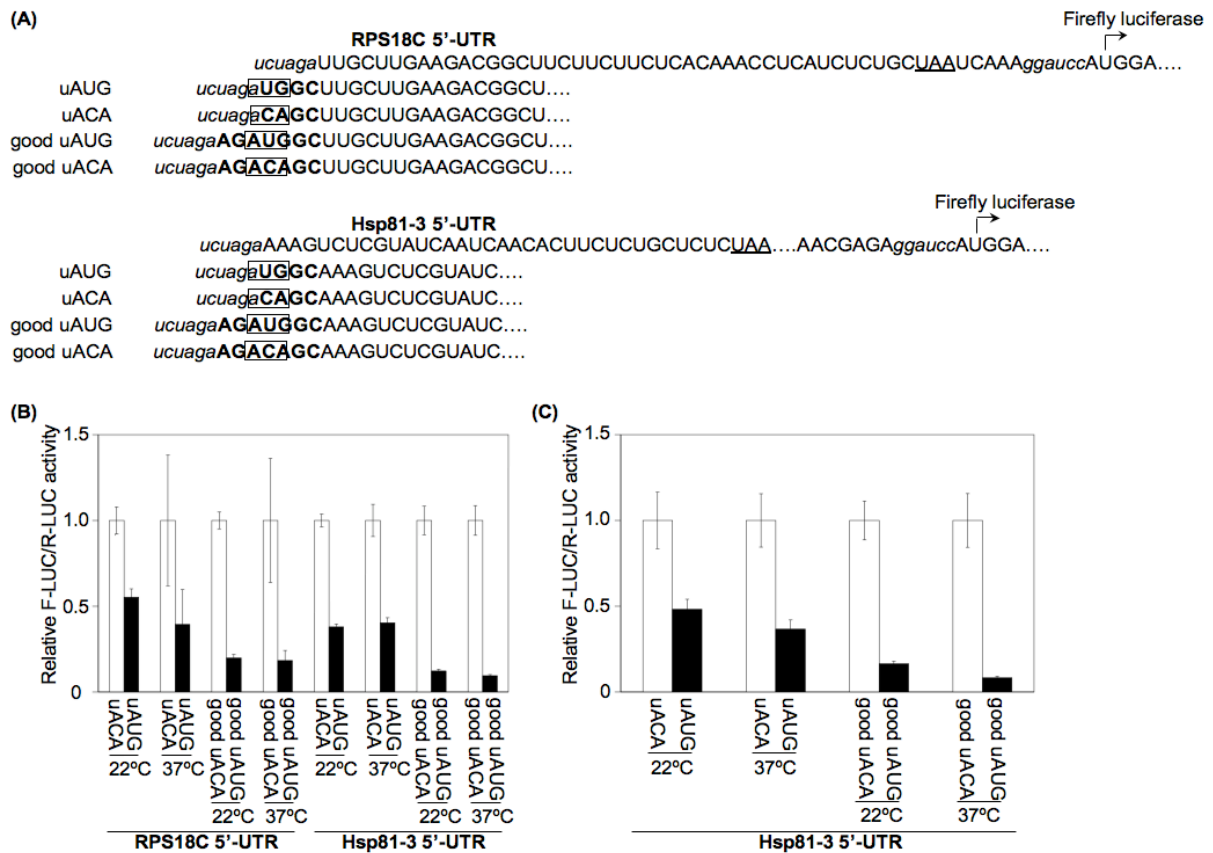 (A)
Firefly luciferase
RPS18C 5’-UTR
ucuagaUUGCUUGAAGACGGCUUCUUCUUCUCACAAACCUCAUCUCUGCUAAUCAAAggauccAUGGA....
uAUG ucuagaUGGCUUGCUUGAAGACGGCU....
uACA ucuagaCAGCUUGCUUGAAGACGGCU....
good uAUG ucuagaAGAUGGCUUGCUUGAAGACGGCU....
good uACA ucuagaAGACAGCUUGCUUGAAGACGGCU....
Firefly luciferase
Hsp81-3 5’-UTR
ucuagaAAAGUCUCGUAUCAAUCAACACUUCUCUGCUCUCUAA....AACGAGAggauccAUGGA....
uAUG ucuagaUGGCAAAGUCUCGUAUC....
uACA ucuagaCAGCAAAGUCUCGUAUC....
good uAUG ucuagaAGAUGGCAAAGUCUCGUAUC....
good uACA ucuagaAGACAGCAAAGUCUCGUAUC....
(B)
Relative F-LUC/R-LUC activity
1.5
1.0
0.5
0
uACA
uAUG
22ºC
uACA
uAUG
37ºC
good uACA
good uAUG
22ºC
good uACA
good uAUG
37ºC
RPS18C 5’-UTR
uACA
uAUG
22ºC
uACA
uAUG
37ºC
good uACA
good uAUG
22ºC
good uACA
good uAUG
37ºC
Hsp81-3 5’-UTR
(C)
Relative F-LUC/R-LUC activity
1.5
1.0
0.5
0
uACA
uAUG
22ºC
uACA
uAUG
37ºC
good uACA
good uAUG
22ºC
good uACA
good uAUG
37ºC
Hsp81-3 5’-UTR